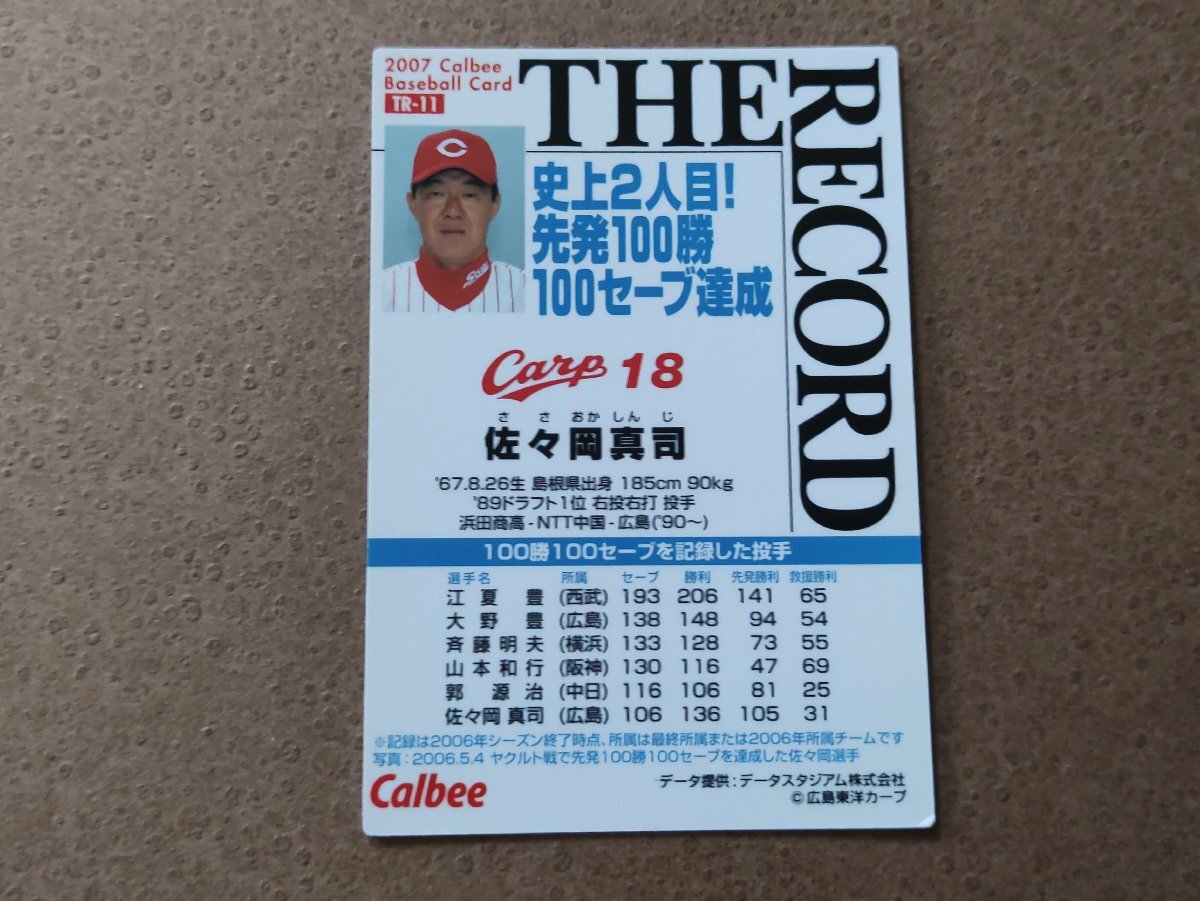 2007 Calbee
Baseball Card
TR-11
THE
RECORD
史上2人目!
先発100勝
100セーブ達成
Carp 18
ささおかしんじ
佐々岡真司
'67.8.26生 島根県出身 185cm 90kg
'89ドラフト1位 右投右打 投手
浜田商高-NTT中国-広島('90〜)
100勝100セーブを記録した投手
選手名 所属 セーブ 勝利 先発勝利 救援勝利
江夏豊 (西武) 193 206 141 65
大野豊 (広島) 138 148 94 54
斉藤明夫 (横浜) 133 128 73 55
山本和行 (阪神) 130 116 47 69
郭源治 (中日) 116 106 81 25
佐々岡真司 (広島) 106 136 105 31
※記録は2006年シーズン終了時点、所属は最終所属または2006年所属チームです
写真:2006.5.4 ヤクルト戦で先発100勝100セーブを達成した佐々岡選手
Calbee
データ提供:データスタジアム株式会社
©広島東洋カープ